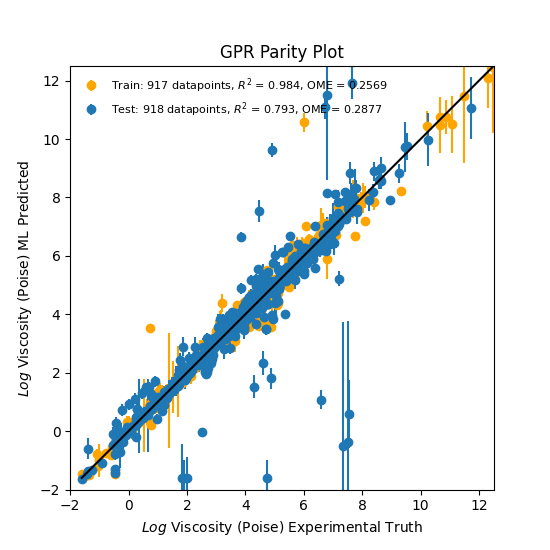 GPR Parity Plot
Train: 917 datapoints, R² = 0.984, OME = 0.2569
Test: 918 datapoints, R² = 0.793, OME = 0.2877
Log Viscosity (Poise) ML Predicted
12
10
8
6
4
2
0
−2
−2 0 2 4 6 8 10 12
Log Viscosity (Poise) Experimental Truth